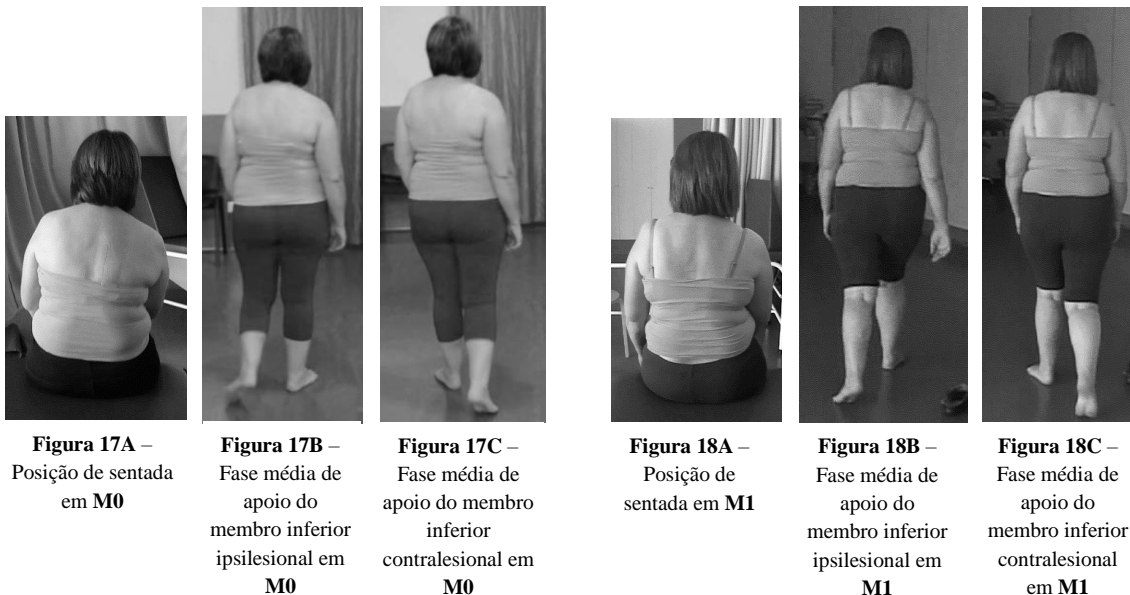 Figura 17A –
Posição de sentada
em M0
Figura 17B –
Fase média de
apoio do
membro inferior
ipsilesional em
M0
Figura 17C –
Fase média de
apoio do membro
inferior
contralesional em
M0
Figura 18A –
Posição de
sentada em M1
Figura 18B –
Fase média de
apoio do
membro inferior
ipsilesional em
M1
Figura 18C –
Fase média de
apoio do
membro inferior
contralesional
em M1